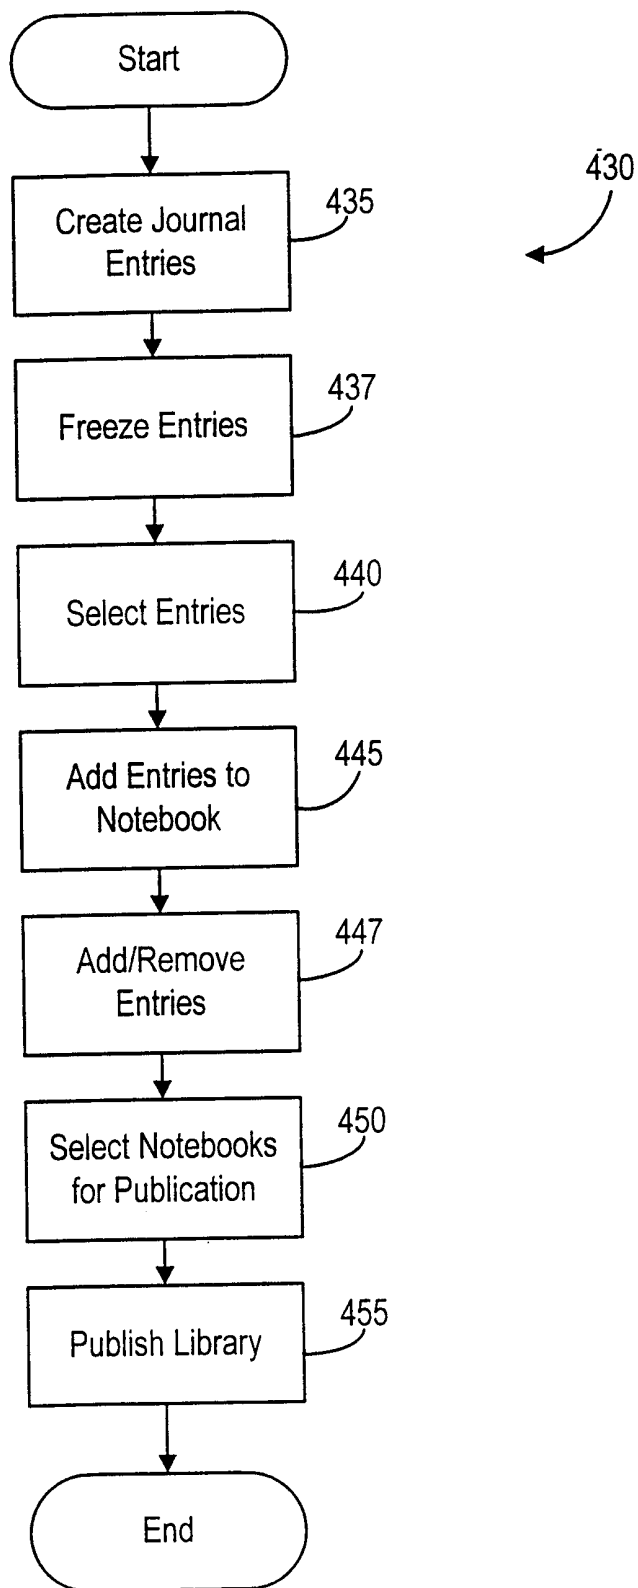 Start
430
Create Journal
Entries
435
Freeze Entries
437
Select Entries
440
Add Entries to
Notebook
445
Add/Remove
Entries
447
Select Notebooks
for Publication
450
Publish Library
455
End